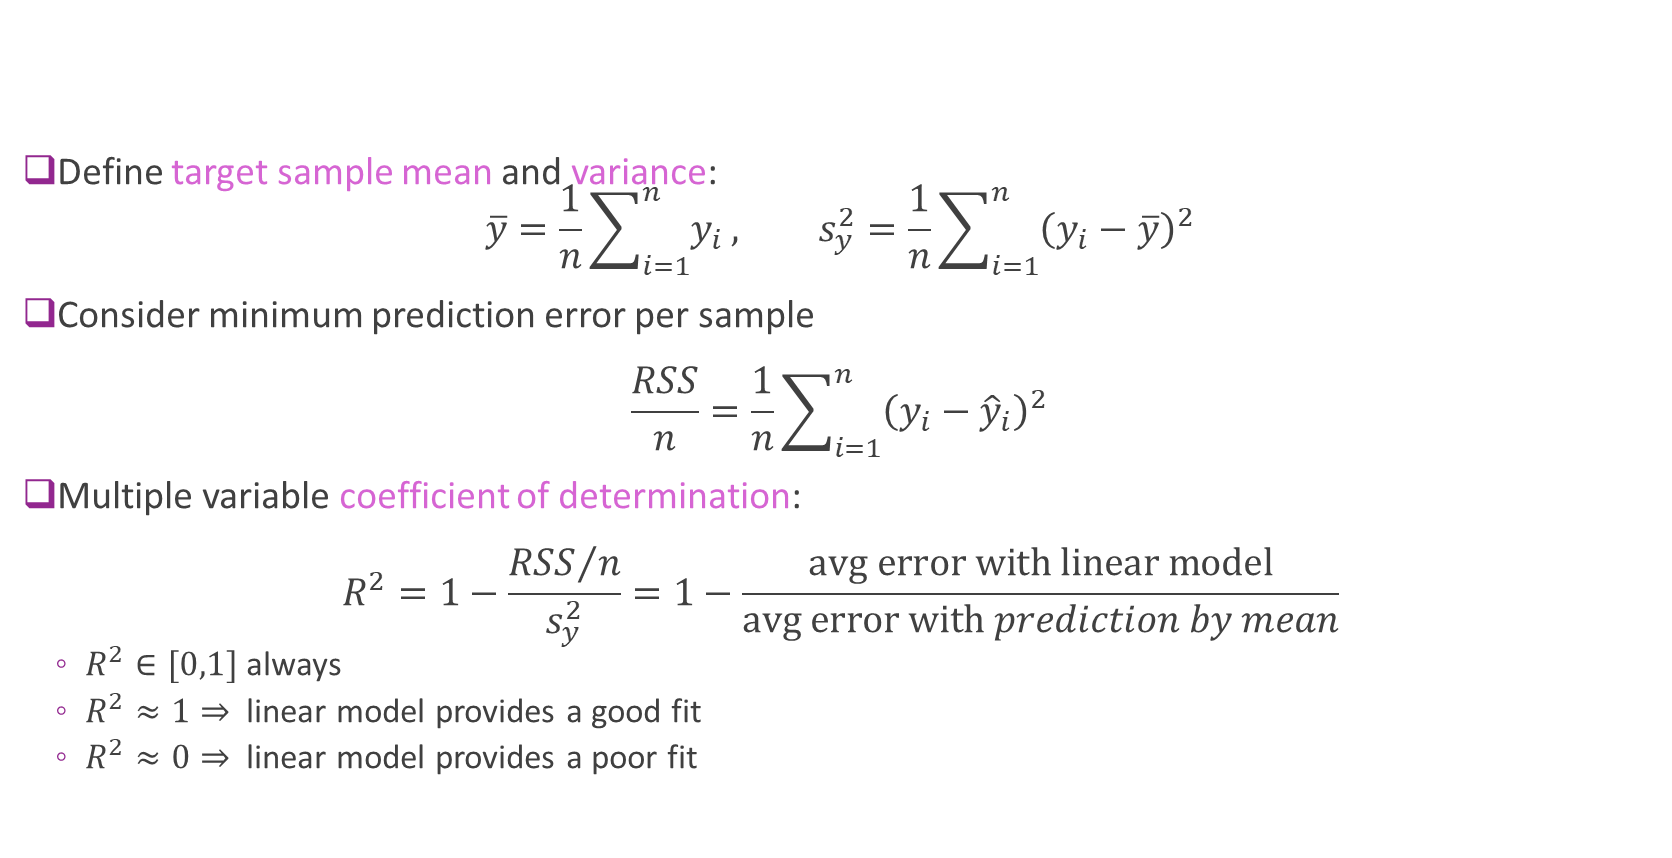 ❑Define target sample mean and variance:
ȳ = 1/n ∑_{i=1}^{n} y_i , s_y^2 = 1/n ∑_{i=1}^{n} (y_i − ȳ)^2
❑Consider minimum prediction error per sample
RSS/n = 1/n ∑_{i=1}^{n} (y_i − ŷ_i)^2
❑Multiple variable coefficient of determination:
R^2 = 1 − (RSS/n)/s_y^2 = 1 − (avg error with linear model)/(avg error with prediction by mean)
◦ R^2 ∈ [0,1] always
◦ R^2 ≈ 1 ⇒ linear model provides a good fit
◦ R^2 ≈ 0 ⇒ linear model provides a poor fit